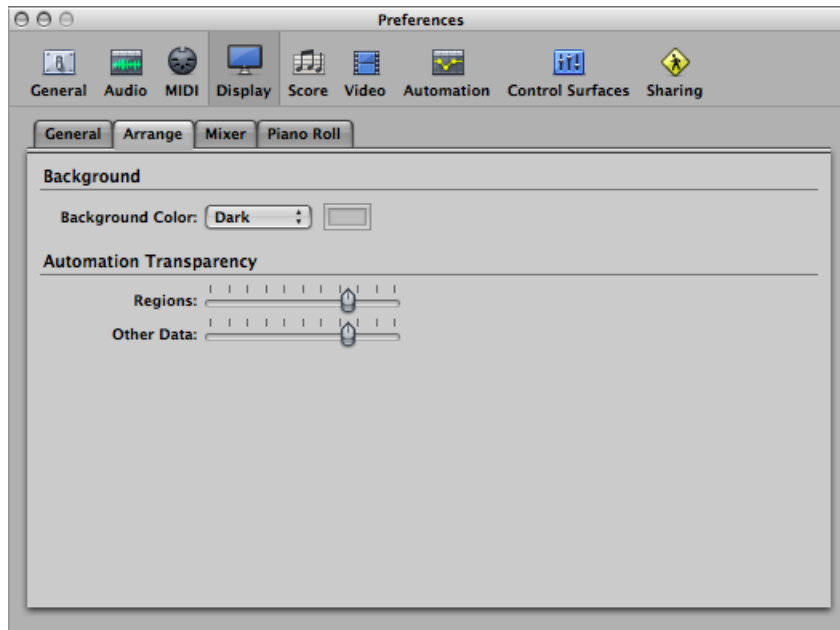 Preferences
General Audio MIDI Display Score Video Automation Control Surfaces Sharing
General Arrange Mixer Piano Roll
Background
Background Color: Dark
Automation Transparency
Regions:
Other Data: